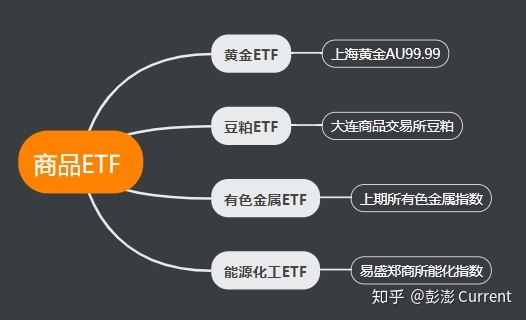 商品ETF
黄金ETF
上海黄金AU99.99
豆粕ETF
大连商品交易所豆粕
有色金属ETF
上期所有色金属指数
能源化工ETF
易盛郑商所能化指数
知乎 @彭澎 Current